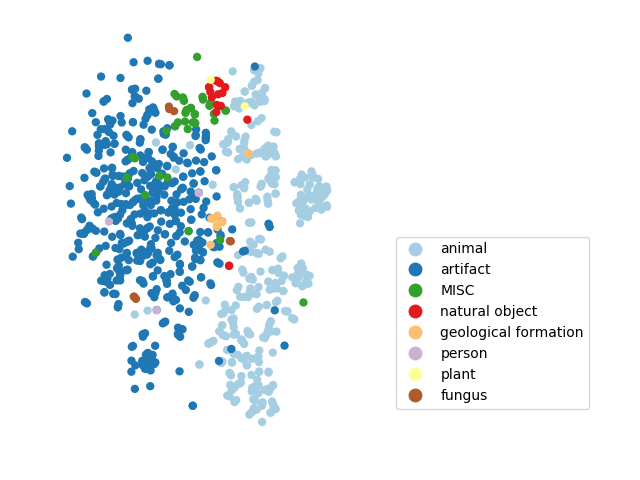 animal
artifact
MISC
natural object
geological formation
person
plant
fungus